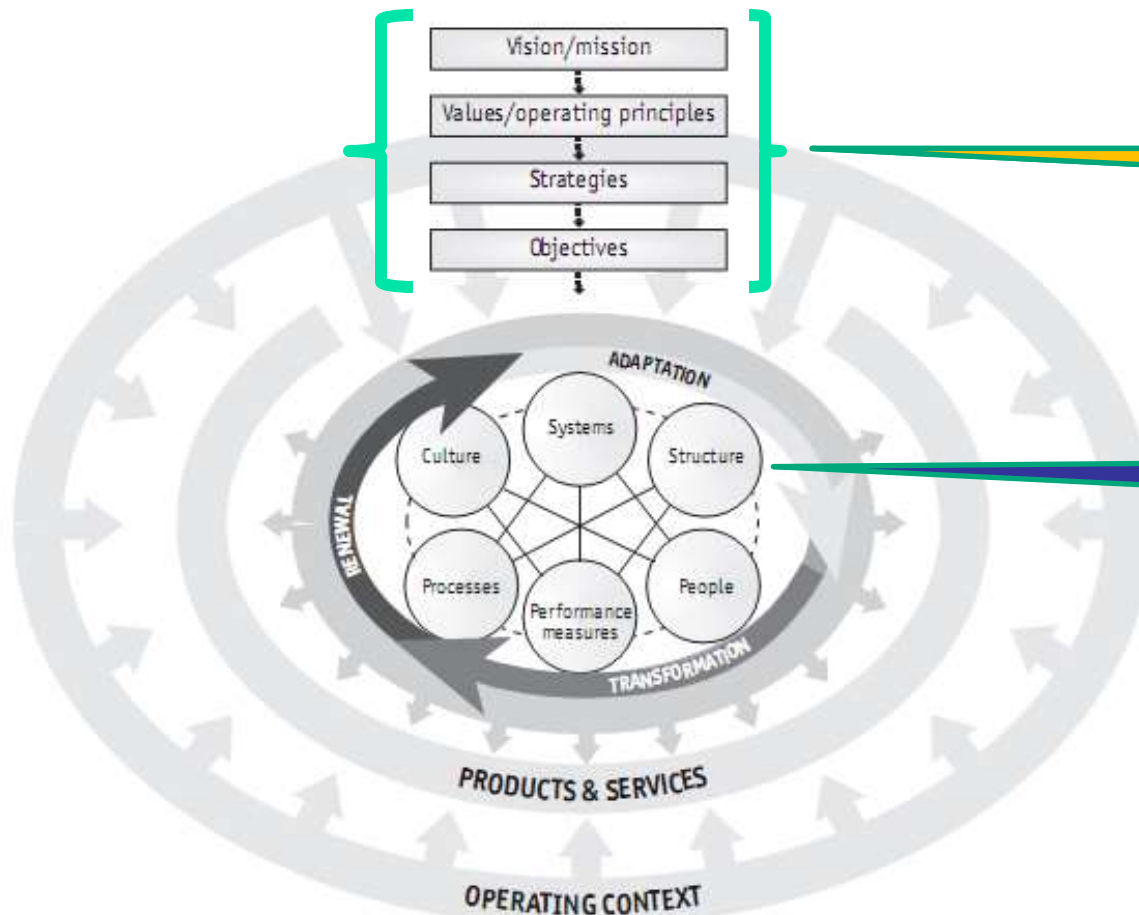 Vision/mission
Values/operating principles
Strategies
Objectives
ADAPTATION
Systems
Culture
Structure
RENEWAL
Processes
People
Performance
measures
TRANSFORMATION
PRODUCTS & SERVICES
OPERATING CONTEXT